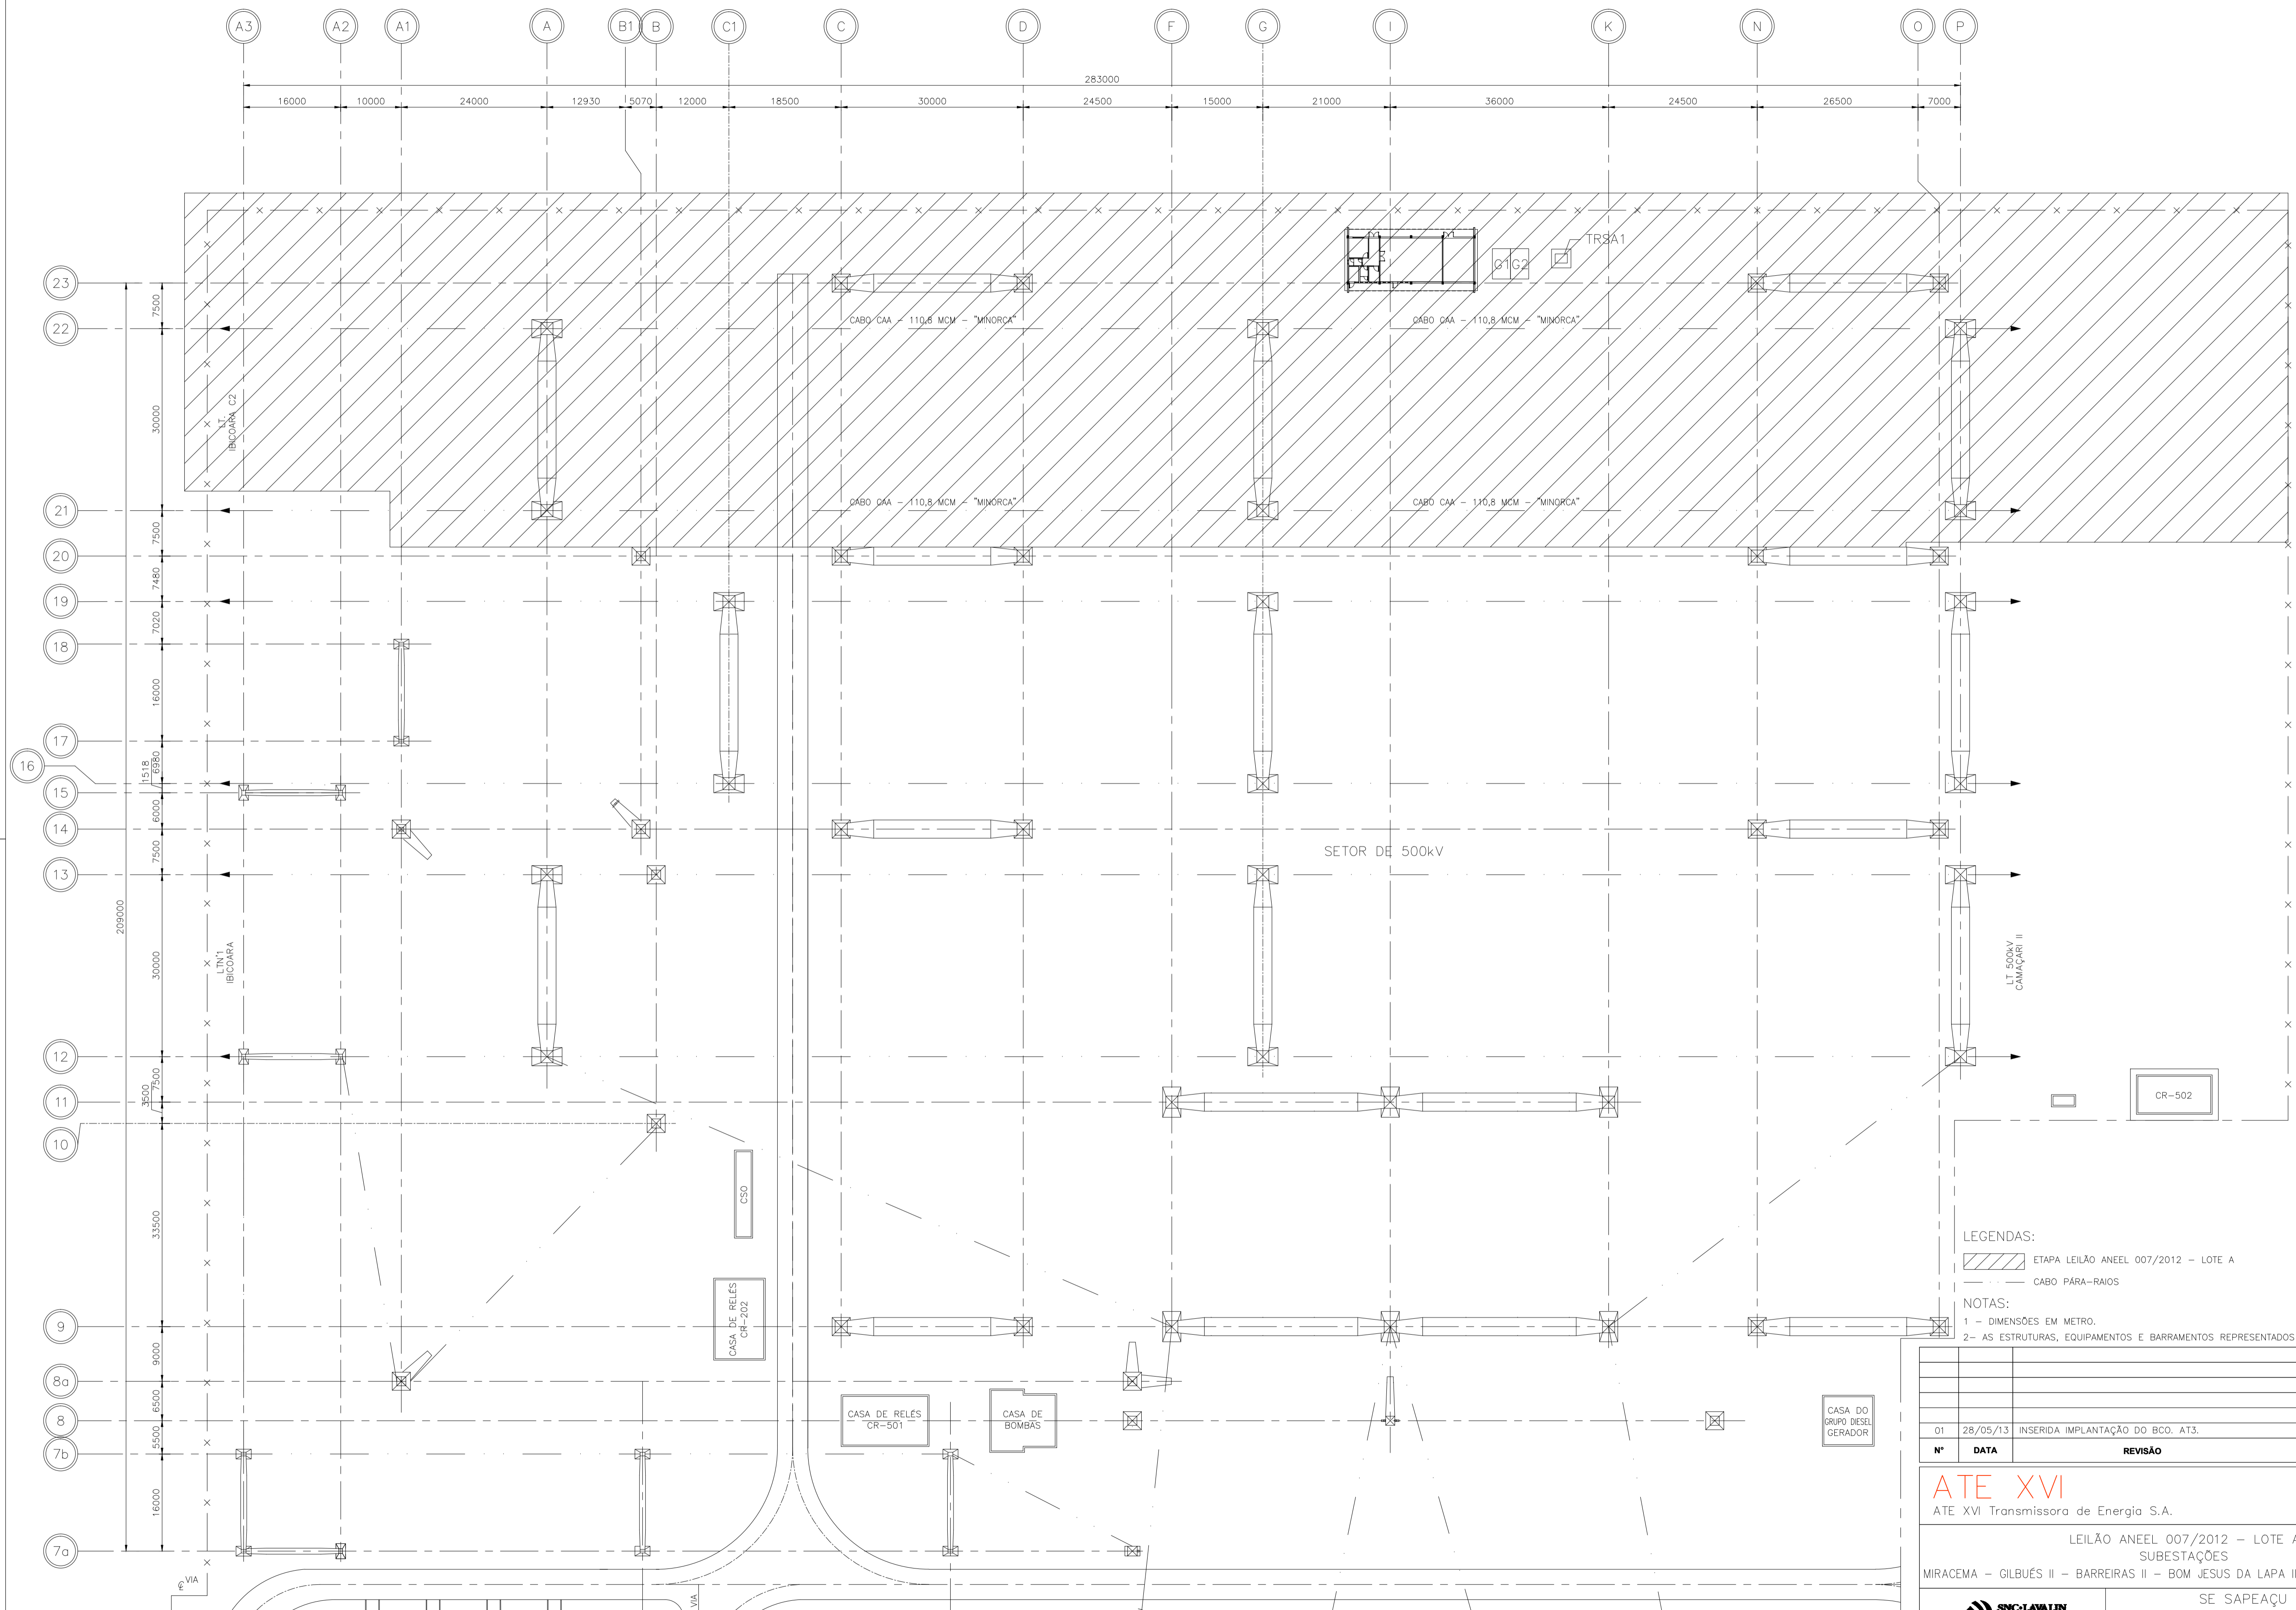 A3 A2 A1 A B1 B C1 C D F G I K N O P
283000
16000 10000 24000 12930 5070 12000 18500 30000 24500 15000 21000 36000 24500 26500 7000
TRSA1
G1 G2
23
7500
CABO CAA - 110,8 MCM - "MINORCA"
CABO CAA - 110,8 MCM - "MINORCA"
22
30000
LT.
IBICOARA C2
CABO CAA - 110,8 MCM - "MINORCA"
CABO CAA - 110,8 MCM - "MINORCA"
21
7500
20
7480
19
7020
18
16000
17
6980
16
1518
15
6000
14
7500
SETOR DE 500kV
13
209000
30000
LTN°1
IBICOARA
LT 500kV
CAMAÇARI II
12
7500
11
3500
10
CR-502
33500
CSO
CASA DE RELÉS
CR-202
9
9000
8a
6500
8
5500
7b
16000
7a
CASA DE RELÉS
CR-501
CASA DE
BOMBAS
CASA DO
GRUPO DIESEL
GERADOR
VIA
VIA
LEGENDAS:
ETAPA LEILÃO ANEEL 007/2012 - LOTE A
CABO PÁRA-RAIOS
NOTAS:
1 - DIMENSÕES EM METRO.
2- AS ESTRUTURAS, EQUIPAMENTOS E BARRAMENTOS REPRESENTADOS
01 28/05/13 INSERIDA IMPLANTAÇÃO DO BCO. AT3.
N° DATA REVISÃO
ATE XVI
ATE XVI Transmissora de Energia S.A.
LEILÃO ANEEL 007/2012 - LOTE A
SUBESTAÇÕES
MIRACEMA - GILBUÉS II - BARREIRAS II - BOM JESUS DA LAPA II
SNC-LAVALIN
SE SAPEAÇU